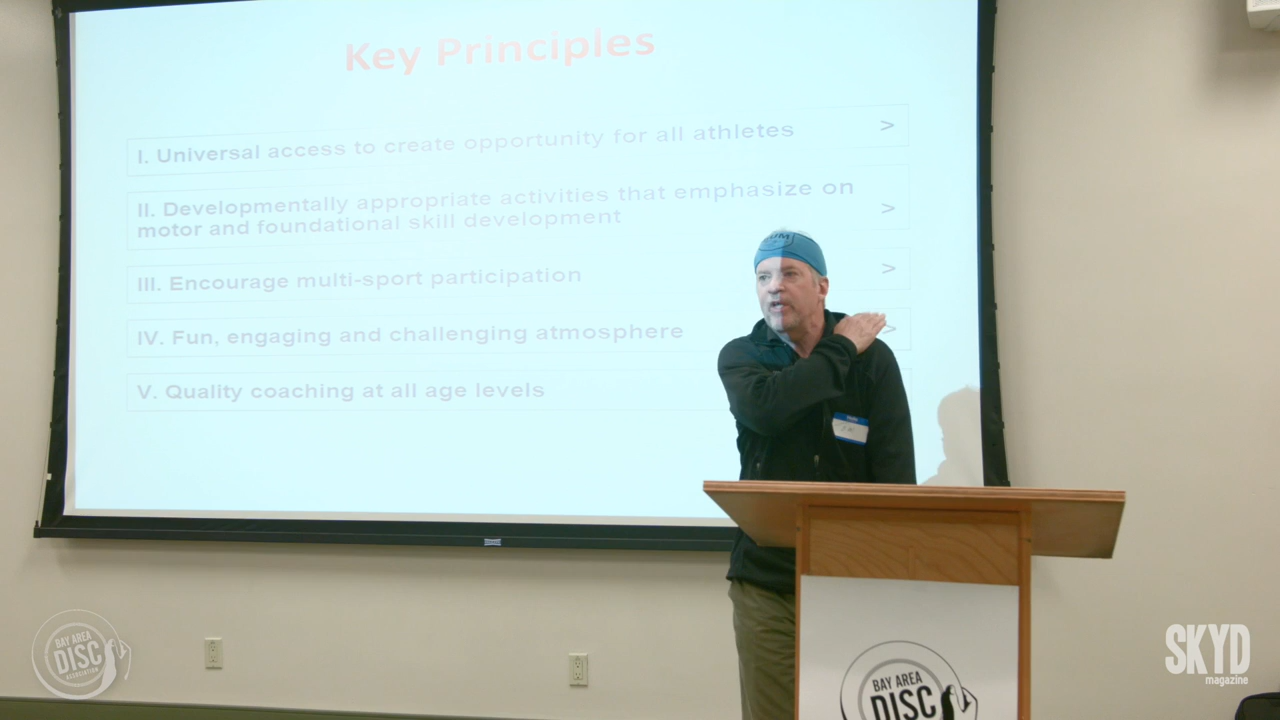 Key Principles
I. Universal access to create opportunity for all athletes >
II. Developmentally appropriate activities that emphasize on
motor and foundational skill development >
III. Encourage multi-sport participation >
IV. Fun, engaging and challenging atmosphere >
V. Quality coaching at all age levels
BAY AREA
DISC
ASSOCIATION
BAY AREA
DISC
SKYD
magazine